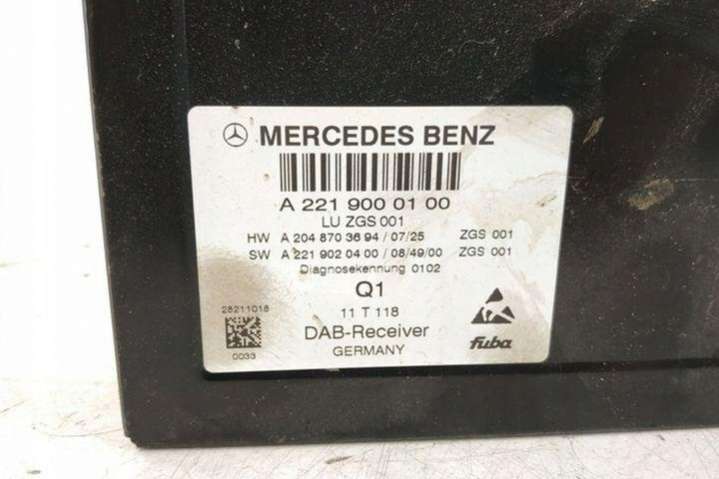 MERCEDES BENZ
A 221 900 01 00
LU ZGS 001
HW A 204 870 36 94 / 07/25 ZGS 001
SW A 221 902 04 00 / 08/49/00 ZGS 001
Diagnosekennung 0102
Q1
28211018
11 T 118
DAB-Receiver
0033
GERMANY
fuba